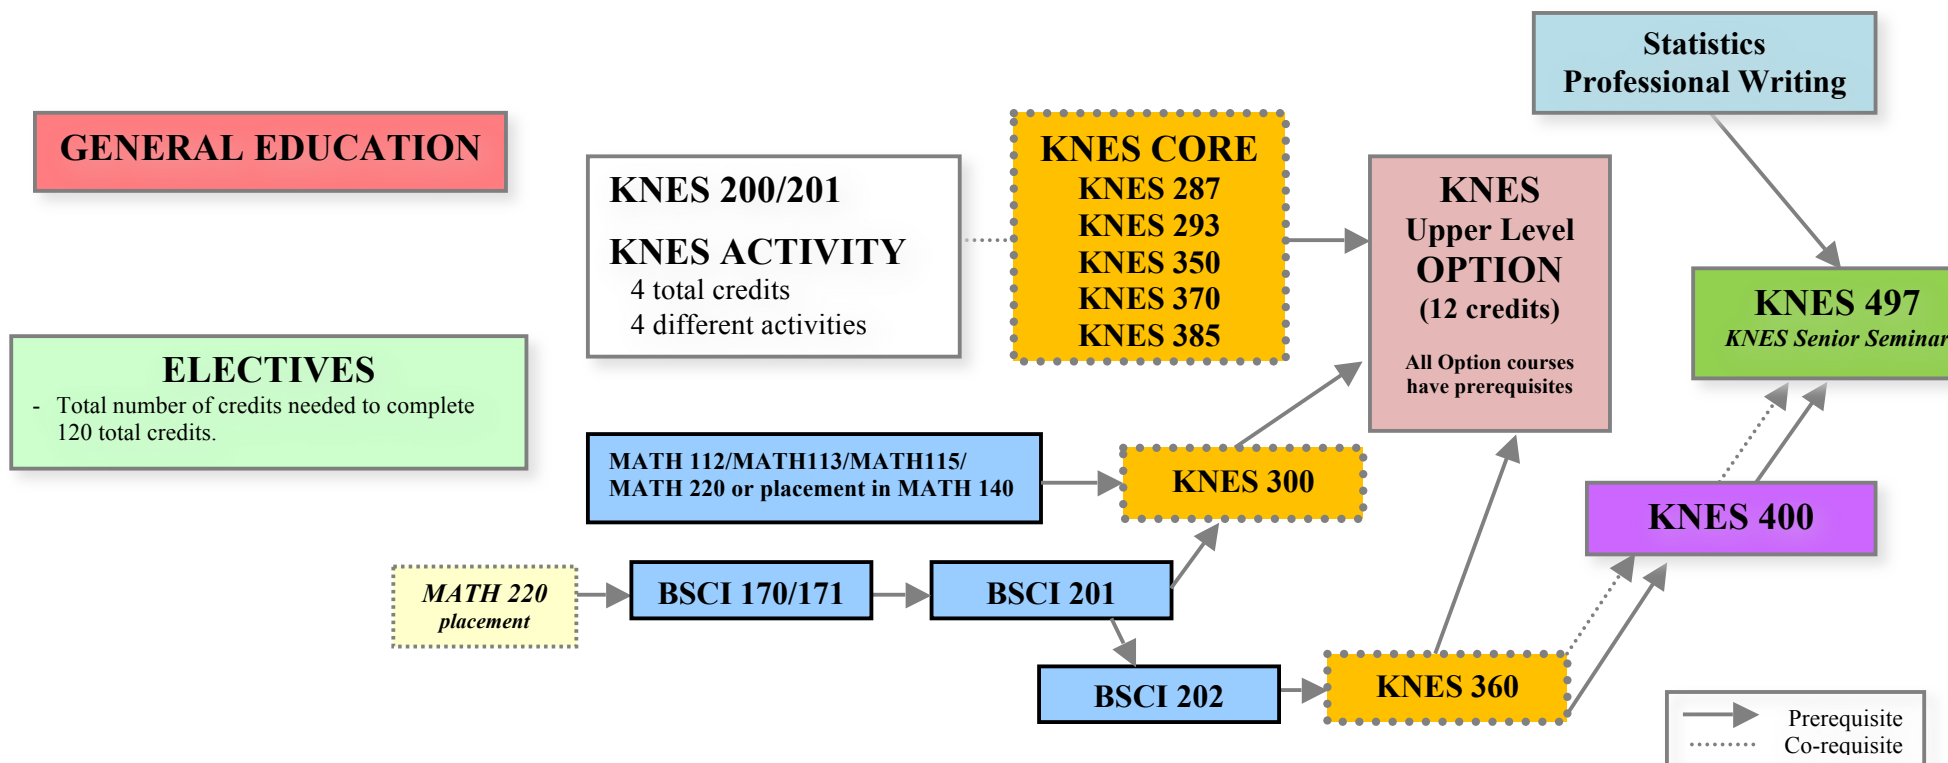 Statistics
Professional Writing
GENERAL EDUCATION
KNES 200/201
KNES ACTIVITY
4 total credits
4 different activities
KNES CORE
KNES 287
KNES 293
KNES 350
KNES 370
KNES 385
KNES
Upper Level
OPTION
(12 credits)
All Option courses
have prerequisites
KNES 497
KNES Senior Seminar
ELECTIVES
- Total number of credits needed to complete
120 total credits.
MATH 112/MATH113/MATH115/
MATH 220 or placement in MATH 140
KNES 300
KNES 400
MATH 220
placement
BSCI 170/171
BSCI 201
BSCI 202
KNES 360
Prerequisite
Co-requisite